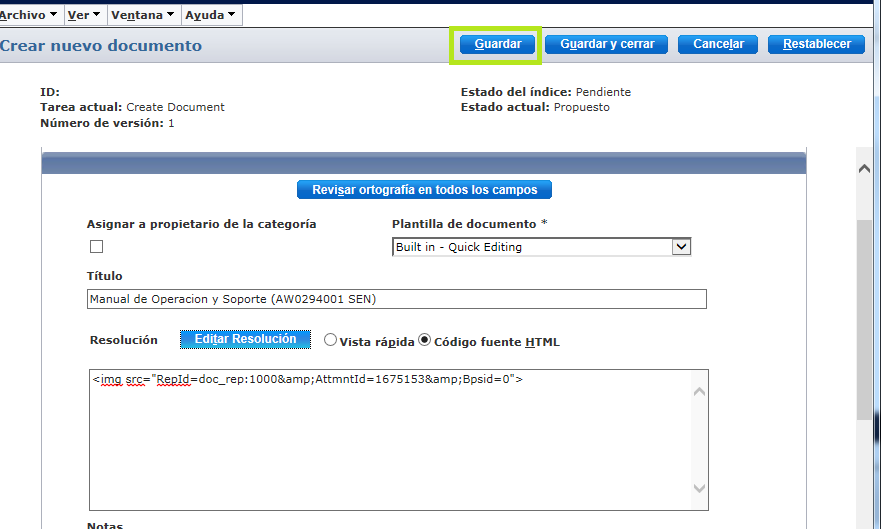 Archivo Ver Ventana Ayuda
Crear nuevo documento Guardar Guardar y cerrar Cancelar Restablecer
ID: Estado del índice: Pendiente
Tarea actual: Create Document Estado actual: Propuesto
Número de versión: 1
Revisar ortografía en todos los campos
Asignar a propietario de la categoría Plantilla de documento *
Built in - Quick Editing
Título
Manual de Operacion y Soporte (AW0294001 SEN)
Resolución Editar Resolución Vista rápida Código fuente HTML
<img src="RepId=doc_rep:1000&amp;AttmntId=1675153&amp;Bpsid=0">
Notas